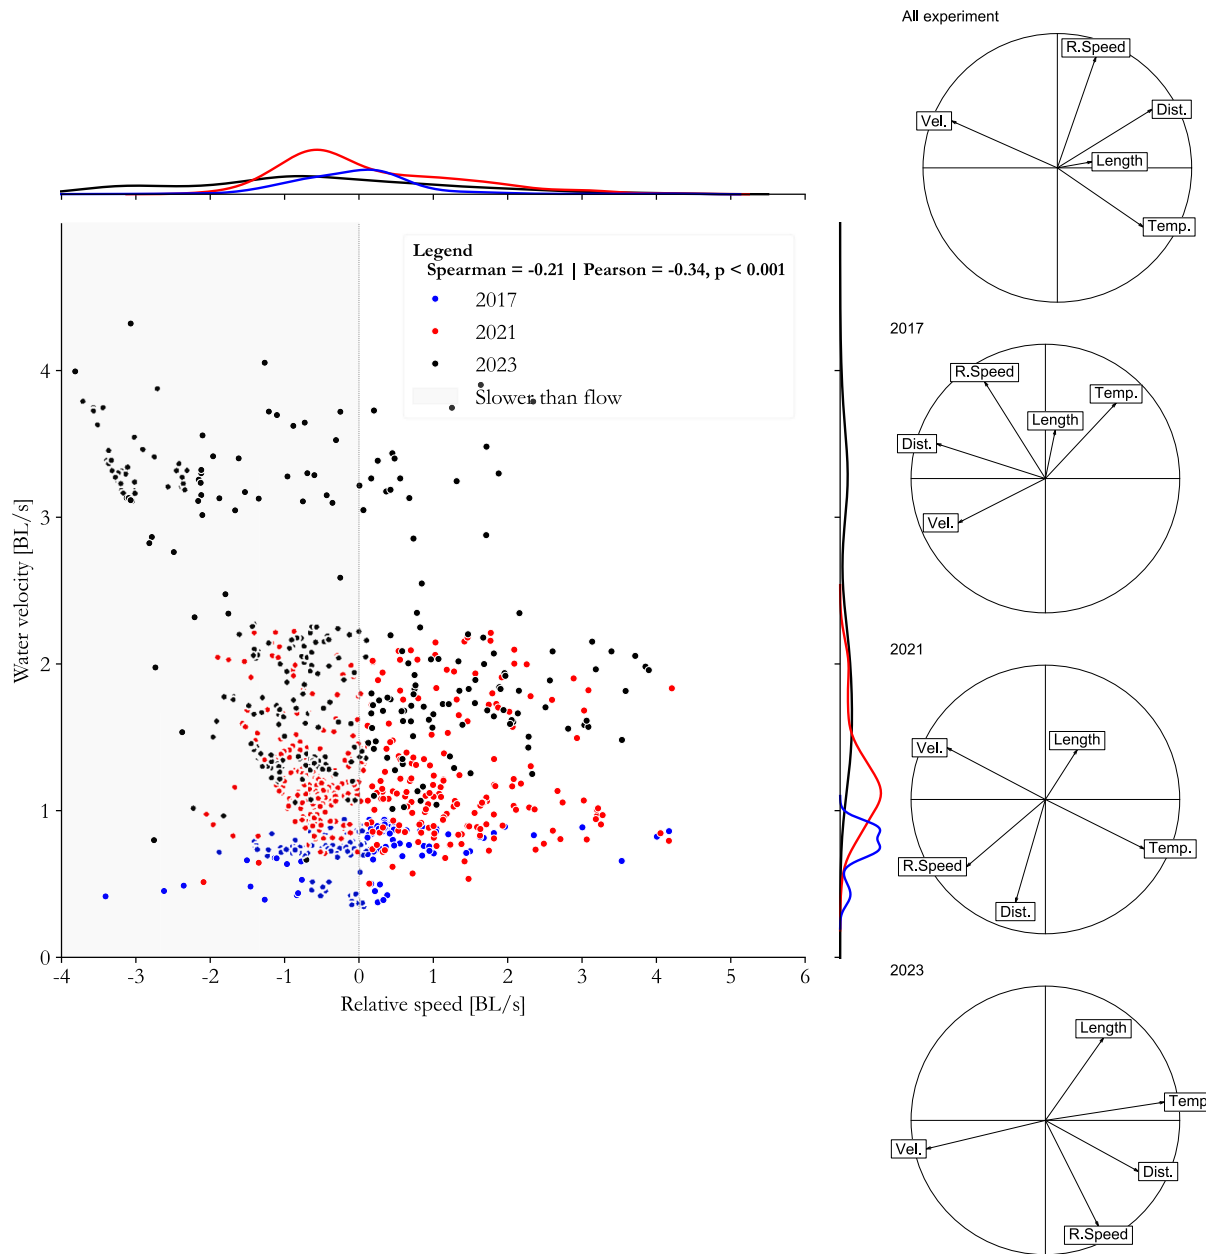 All experiment
R.Speed
Dist.
Vel.
Length
Temp.
Legend
Spearman = -0.21 | Pearson = -0.34, p < 0.001
2017
2021
2023
Slower than flow
4
3
2
1
0
Water velocity [BL/s]
-4 -3 -2 -1 0 1 2 3 4 5 6
Relative speed [BL/s]
2017
R.Speed
Temp.
Length
Dist.
Vel.
2021
Length
Vel.
Temp.
R.Speed
Dist.
2023
Length
Temp.
Vel.
Dist.
R.Speed